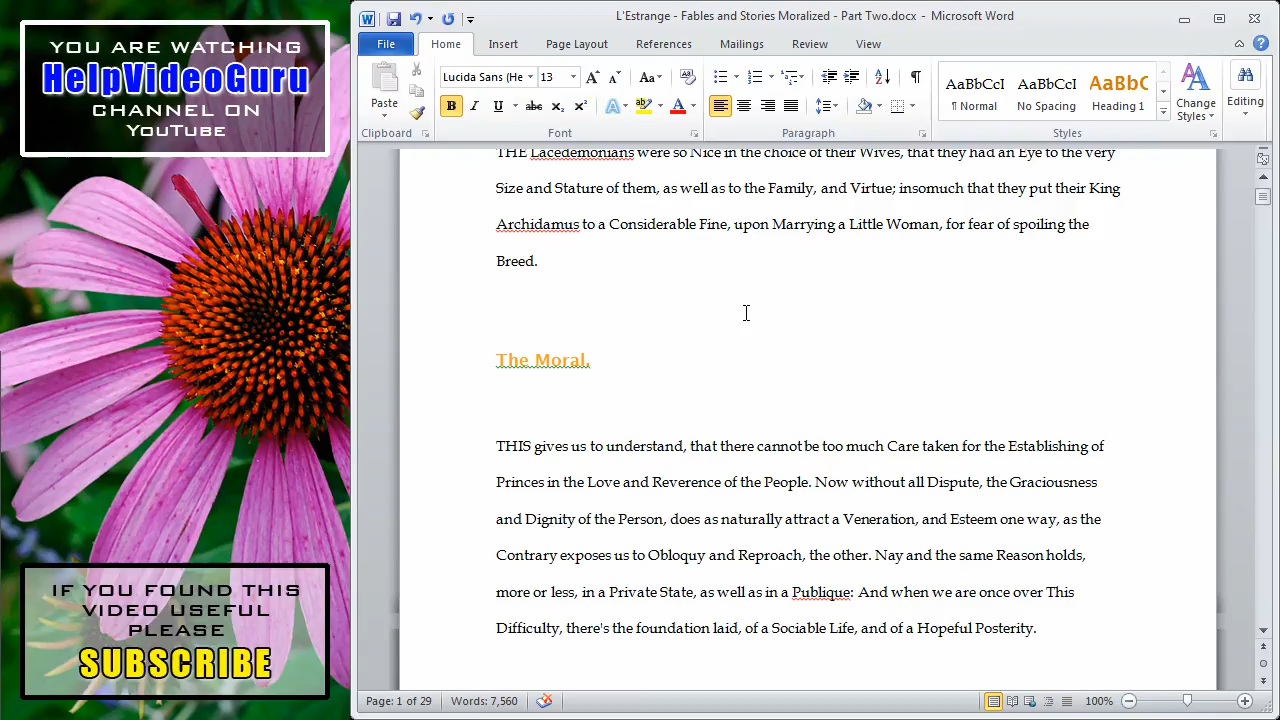 YOU ARE WATCHING
HelpVideoGuru
CHANNEL ON
YouTube
IF YOU FOUND THIS
VIDEO USEFUL
PLEASE
SUBSCRIBE
L'Estrange - Fables and Stories Moralized - Part Two.docx - Microsoft Word
File Home Insert Page Layout References Mailings Review View
Paste
Clipboard
Lucida Sans (He 13
Font
Paragraph
AaBbCcI AaBbCcI AaBbC
¶ Normal No Spacing Heading 1
Change
Styles
Styles
Editing
THE Lacedemonians were so Nice in the choice of their Wives, that they had an Eye to the very
Size and Stature of them, as well as to the Family, and Virtue; insomuch that they put their King
Archidamus to a Considerable Fine, upon Marrying a Little Woman, for fear of spoiling the
Breed.
The Moral.
THIS gives us to understand, that there cannot be too much Care taken for the Establishing of
Princes in the Love and Reverence of the People. Now without all Dispute, the Graciousness
and Dignity of the Person, does as naturally attract a Veneration, and Esteem one way, as the
Contrary exposes us to Obloquy and Reproach, the other. Nay and the same Reason holds,
more or less, in a Private State, as well as in a Publique: And when we are once over This
Difficulty, there's the foundation laid, of a Sociable Life, and of a Hopeful Posterity.
Page: 1 of 29 Words: 7,560 100%